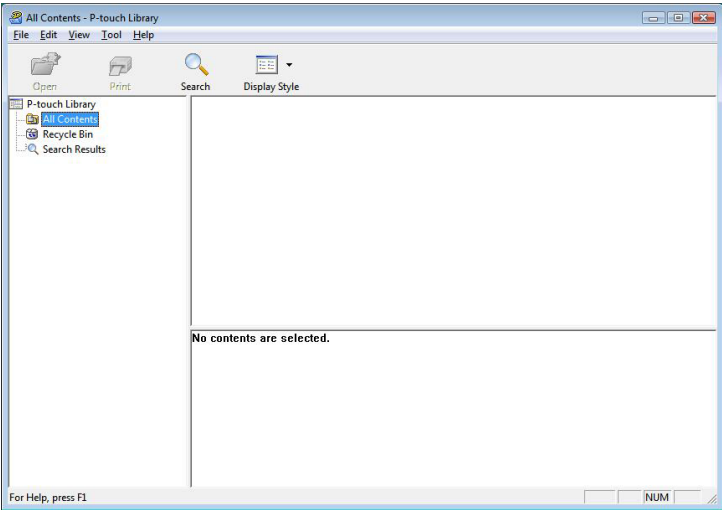 All Contents - P-touch Library
File Edit View Tool Help
Open Print Search Display Style
P-touch Library
All Contents
Recycle Bin
Search Results
No contents are selected.
For Help, press F1 NUM